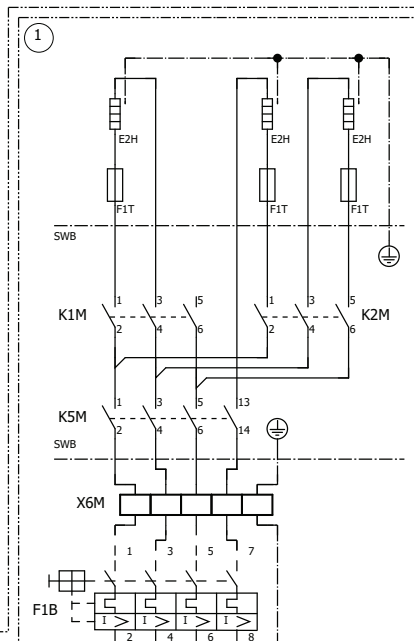 1
E2H E2H E2H
F1T F1T F1T
SWB
1 3 5 1 3 5
K1M K2M
2 4 6 2 4 6
1 3 5 13
K5M
2 4 6 14
SWB
X6M
1 3 5 7
F1B
I > I > I > I >
2 4 6 8